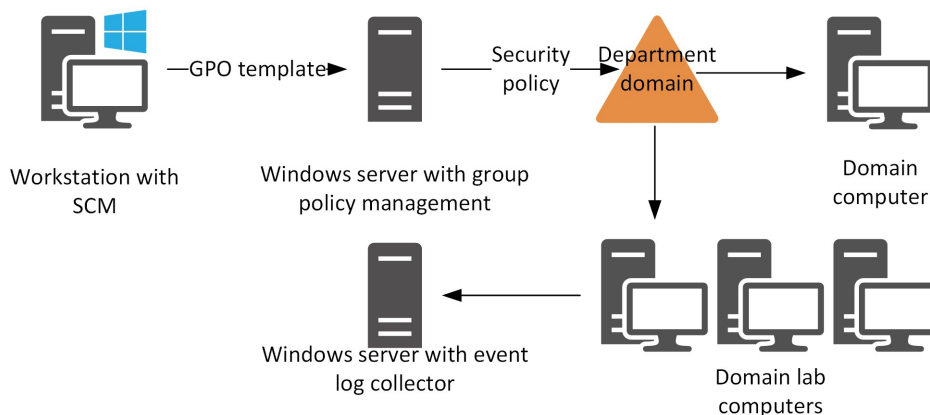 GPO template
Security
policy
Department
domain
Workstation with
SCM
Windows server with group
policy management
Domain
computer
Windows server with event
log collector
Domain lab
computers